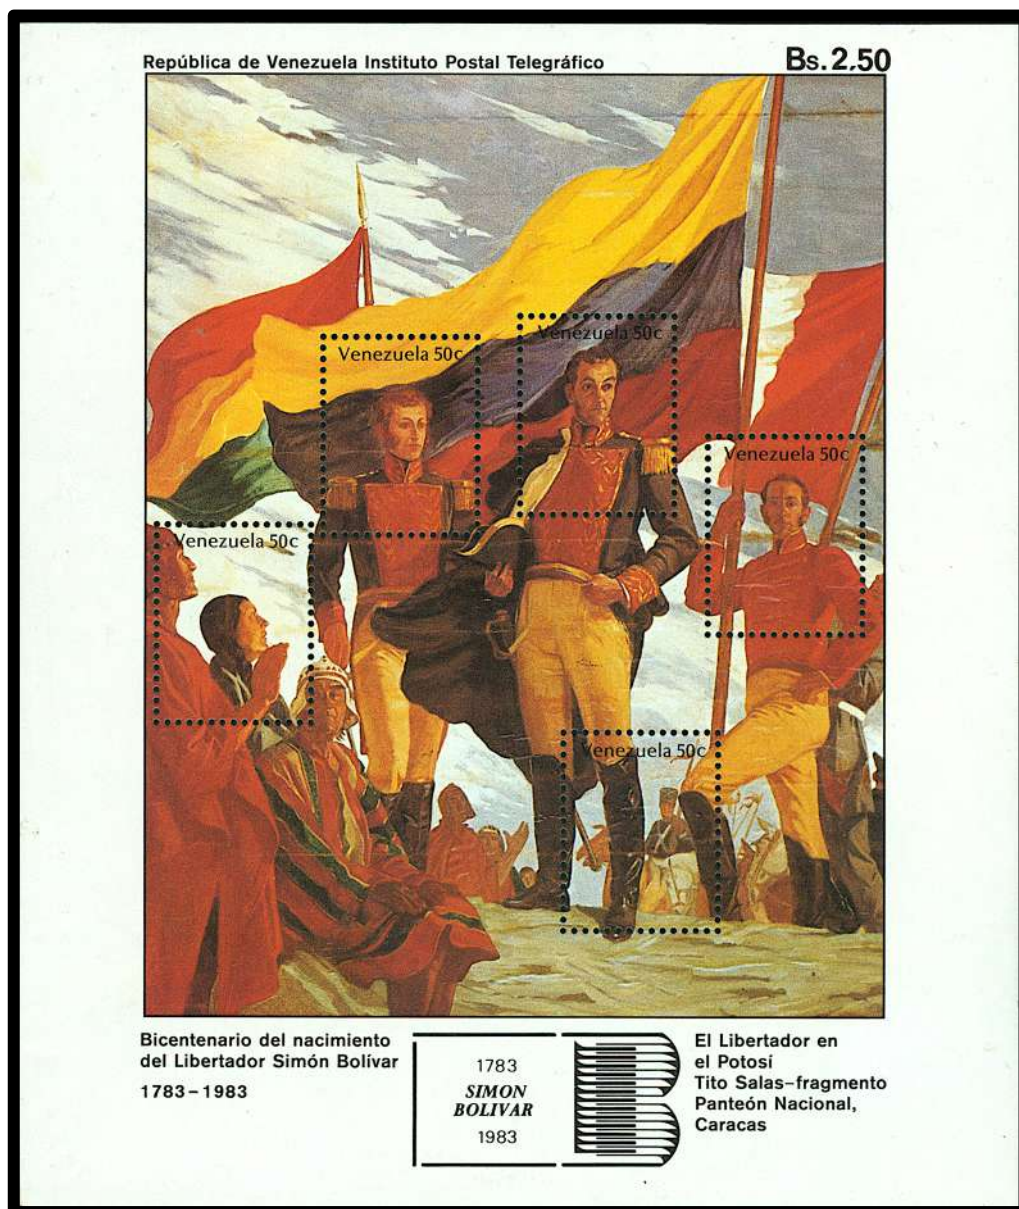 República de Venezuela Instituto Postal Telegráfico
Bs.2.50
Venezuela 50c
Venezuela 50c
Venezuela 50c
Venezuela 50c
Venezuela 50c
Bicentenario del nacimiento
del Libertador Simón Bolívar
1783-1983
1783
SIMON
BOLIVAR
1983
El Libertador en
el Potosí
Tito Salas-fragmento
Panteón Nacional,
Caracas